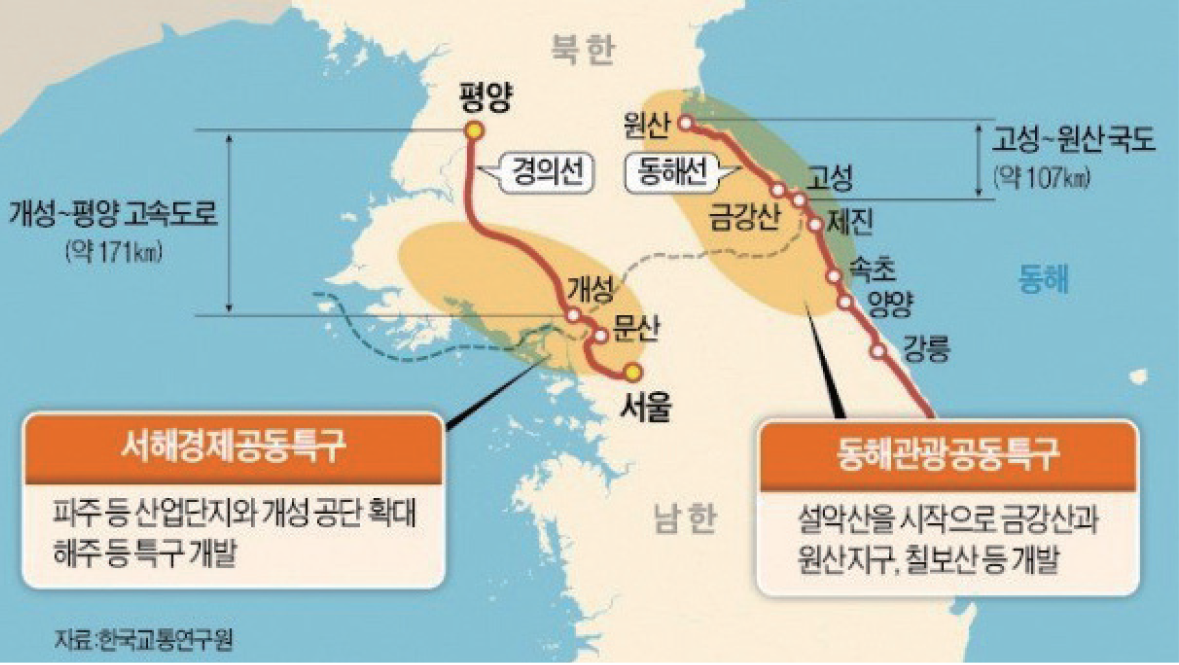 북한
평양
원산
고성~원산 국도
(약 107㎞)
경의선
동해선
고성
금강산
제진
개성~평양 고속도로
(약 171㎞)
속초
동해
개성
양양
문산
강릉
서울
서해경제공동특구
파주 등 산업단지와 개성 공단 확대
해주 등 특구 개발
동해관광공동특구
설악산을 시작으로 금강산과
원산지구, 칠보산 등 개발
남한
자료:한국교통연구원